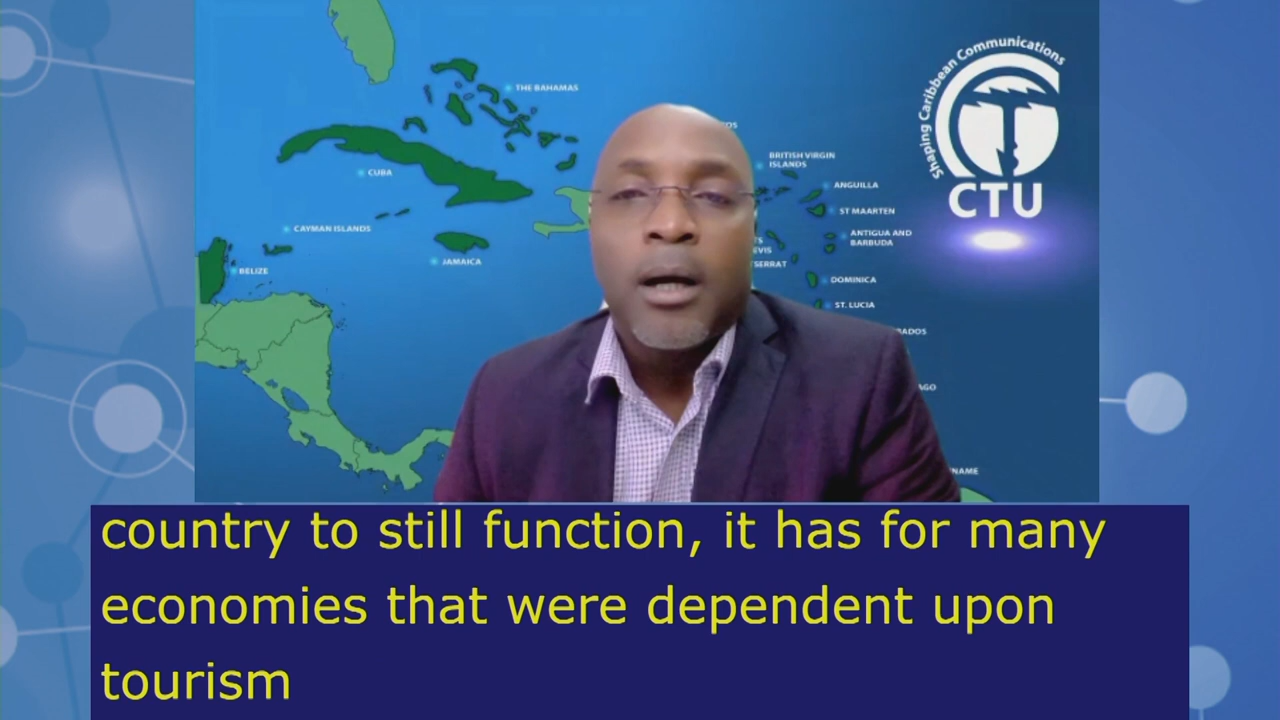 Shaping Caribbean Communications
CTU
THE BAHAMAS
BRITISH VIRGIN
ISLANDS
CUBA
ANGUILLA
ST MAARTEN
CAYMAN ISLANDS
ANTIGUA AND
BARBUDA
JAMAICA
BELIZE
DOMINICA
ST. LUCIA
country to still function, it has for many
economies that were dependent upon
tourism